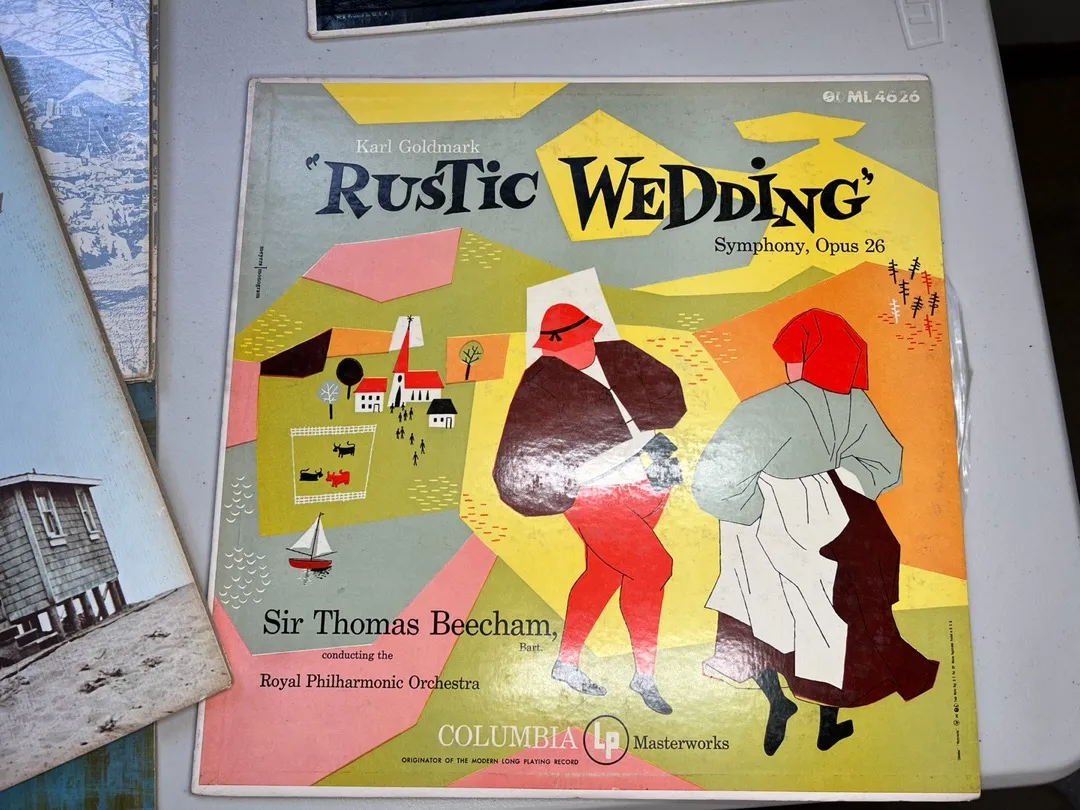 ML 4626
Karl Goldmark
"RUSTiC WEDDiNG"
Symphony, Opus 26
Sir Thomas Beecham,
Bart.
conducting the
Royal Philharmonic Orchestra
COLUMBIA Lp Masterworks
ORIGINATOR OF THE MODERN LONG PLAYING RECORD